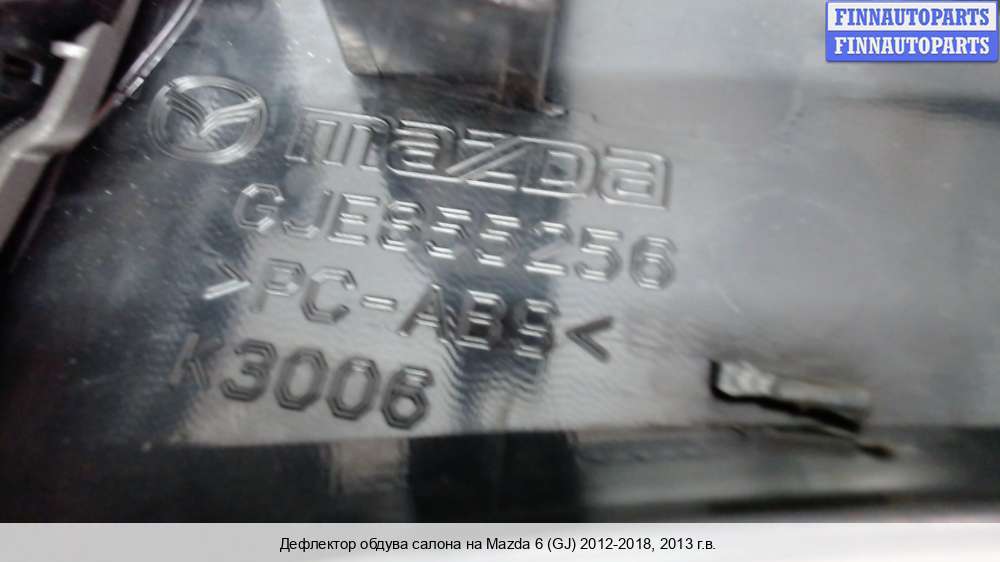 FINNAUTOPARTS
FINNAUTOPARTS
mazda
GJE855256
>PC-ABS<
K3006
Дефлектор обдува салона на Mazda 6 (GJ) 2012-2018, 2013 г.в.